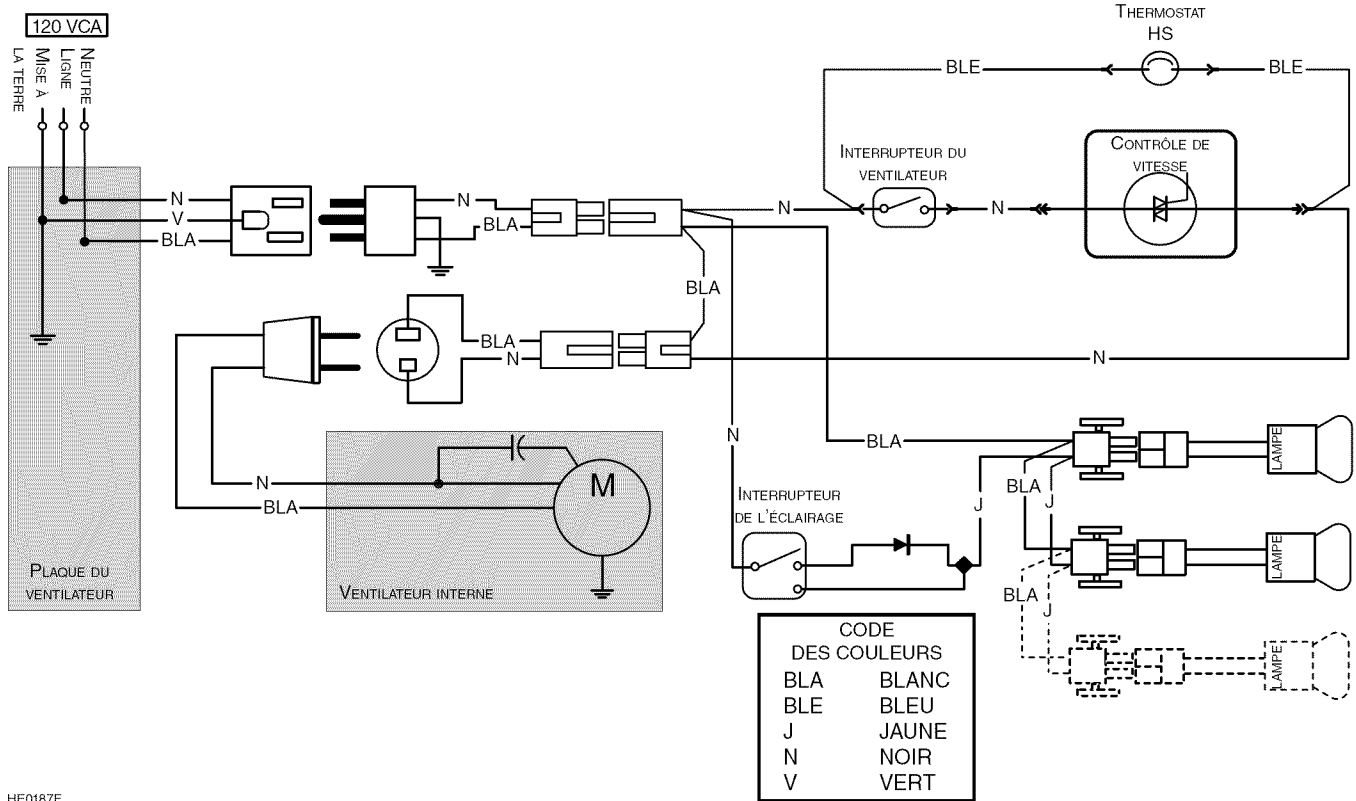 120 VCA
NEUTRE
LIGNE
MISE À
LA TERRE
THERMOSTAT
HS
BLE
BLE
INTERRUPTEUR DU
VENTILATEUR
CONTRÔLE DE
VITESSE
N
V
BLA
N
BLA
N
N
BLA
BLA
N
N
N
BLA
LAMPE
N
BLA
M
INTERRUPTEUR
DE L'ÉCLAIRAGE
J
BLA
J
LAMPE
PLAQUE DU
VENTILATEUR
VENTILATEUR INTERNE
BLA
J
LAMPE
CODE
DES COULEURS
BLA BLANC
BLE BLEU
J JAUNE
N NOIR
V VERT
HE0187F